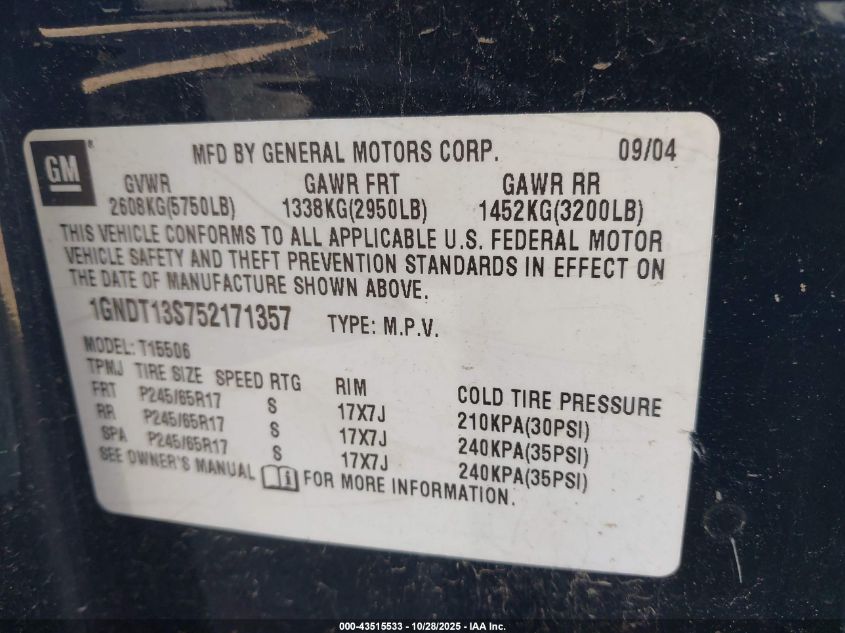 GM ® MFD BY GENERAL MOTORS CORP. 09/04
GVWR GAWR FRT GAWR RR
2608KG(5750LB) 1338KG(2950LB) 1452KG(3200LB)
THIS VEHICLE CONFORMS TO ALL APPLICABLE U.S. FEDERAL MOTOR
VEHICLE SAFETY AND THEFT PREVENTION STANDARDS IN EFFECT ON
THE DATE OF MANUFACTURE SHOWN ABOVE.
1GNDT13S752171357 TYPE: M.P.V.
MODEL: T15506
TPMJ TIRE SIZE SPEED RTG RIM COLD TIRE PRESSURE
FRT P245/65R17 S 17X7J 210KPA(30PSI)
RR P245/65R17 S 17X7J 240KPA(35PSI)
SPA P245/65R17 S 17X7J 240KPA(35PSI)
SEE OWNER'S MANUAL FOR MORE INFORMATION.
000-43515533 - 10/28/2025 - IAA Inc.